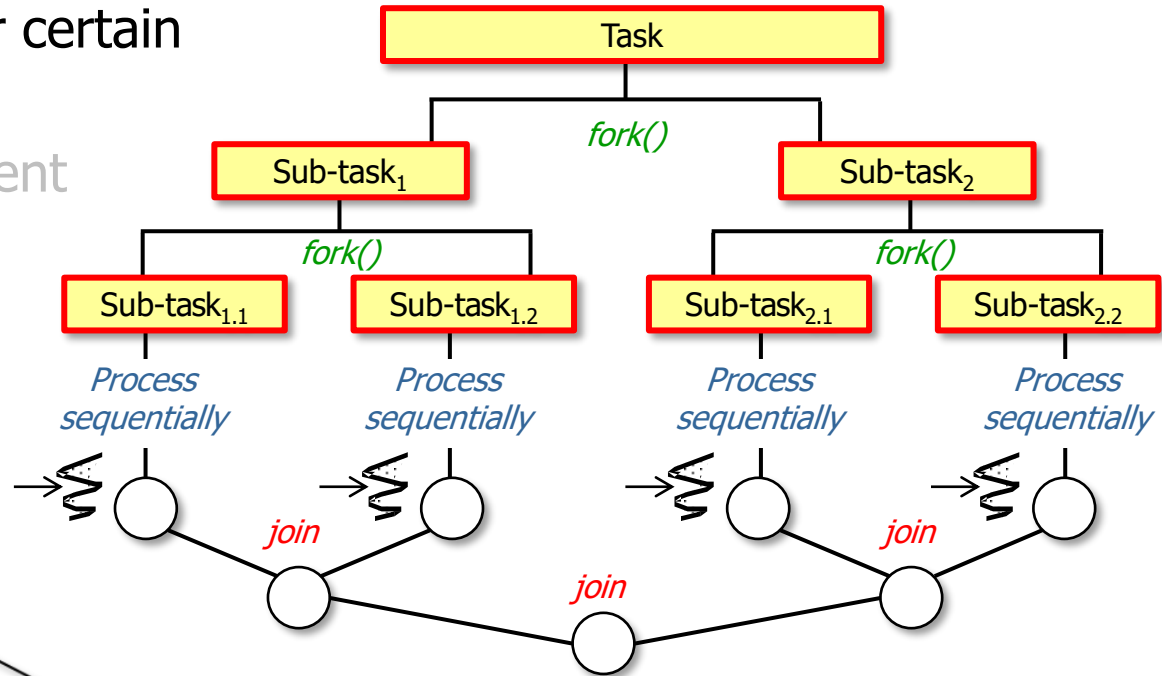 r certain
Task
fork()
ent
Sub-task₁
Sub-task₂
fork()
fork()
Sub-task₁.₁
Sub-task₁.₂
Sub-task₂.₁
Sub-task₂.₂
Process
sequentially
Process
sequentially
Process
sequentially
Process
sequentially
join
join
join